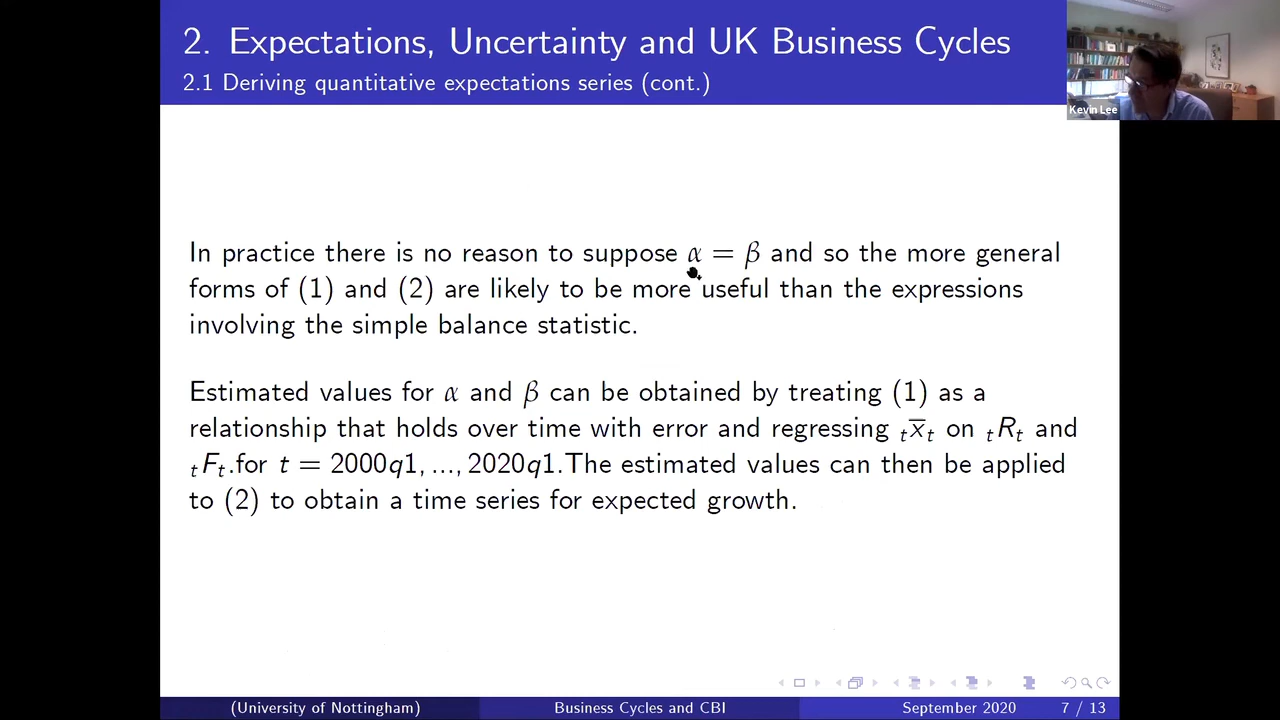 2. Expectations, Uncertainty and UK Business Cycles
2.1 Deriving quantitative expectations series (cont.)
Kevin Lee
In practice there is no reason to suppose α = β and so the more general
forms of (1) and (2) are likely to be more useful than the expressions
involving the simple balance statistic.
Estimated values for α and β can be obtained by treating (1) as a
relationship that holds over time with error and regressing ₜx̅ₜ on ₜRₜ and
ₜFₜ.for t = 2000q1, ..., 2020q1.The estimated values can then be applied
to (2) to obtain a time series for expected growth.
(University of Nottingham) Business Cycles and CBI September 2020 7 / 13